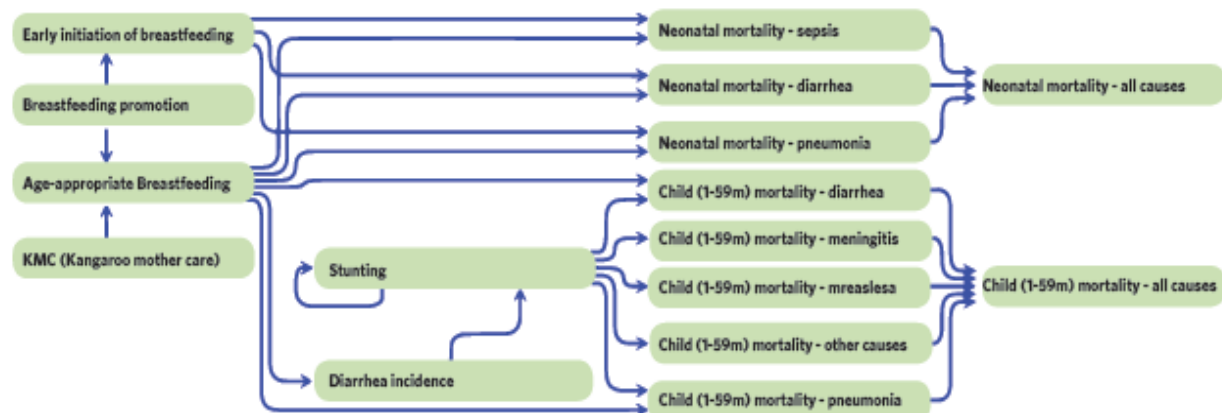 Early initiation of breastfeeding
Breastfeeding promotion
Age-appropriate Breastfeeding
KMC (Kangaroo mother care)
Stunting
Diarrhea incidence
Neonatal mortality - sepsis
Neonatal mortality - diarrhea
Neonatal mortality - pneumonia
Child (1-59m) mortality - diarrhea
Child (1-59m) mortality - meningitis
Child (1-59m) mortality - mreaslesa
Child (1-59m) mortality - other causes
Child (1-59m) mortality - pneumonia
Neonatal mortality - all causes
Child (1-59m) mortality - all causes